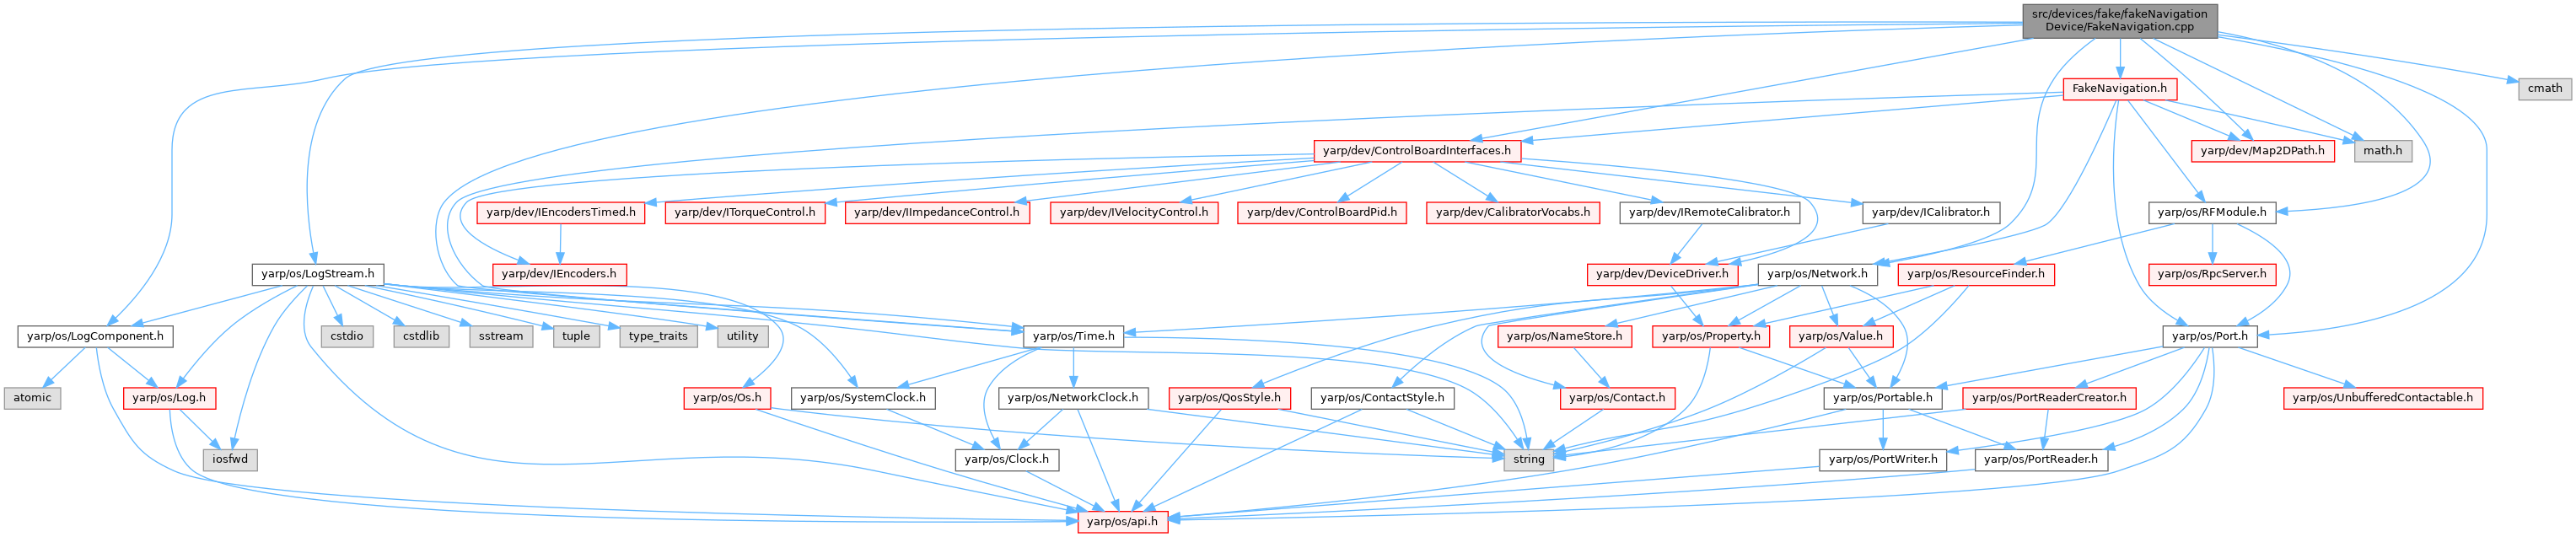 src/devices/fake/fakeNavigation
Device/FakeNavigation.cpp
FakeNavigation.h
cmath
yarp/dev/ControlBoardInterfaces.h
yarp/dev/Map2DPath.h
math.h
yarp/dev/IEncodersTimed.h
yarp/dev/ITorqueControl.h
yarp/dev/IImpedanceControl.h
yarp/dev/IVelocityControl.h
yarp/dev/ControlBoardPid.h
yarp/dev/CalibratorVocabs.h
yarp/dev/IRemoteCalibrator.h
yarp/dev/ICalibrator.h
yarp/os/RFModule.h
yarp/os/LogStream.h
yarp/dev/IEncoders.h
yarp/dev/DeviceDriver.h
yarp/os/Network.h
yarp/os/ResourceFinder.h
yarp/os/RpcServer.h
yarp/os/LogComponent.h
cstdio
cstdlib
sstream
tuple
type_traits
utility
yarp/os/Time.h
yarp/os/NameStore.h
yarp/os/Property.h
yarp/os/Value.h
yarp/os/Port.h
atomic
yarp/os/Log.h
yarp/os/Os.h
yarp/os/SystemClock.h
yarp/os/NetworkClock.h
yarp/os/QosStyle.h
yarp/os/ContactStyle.h
yarp/os/Contact.h
yarp/os/Portable.h
yarp/os/PortReaderCreator.h
yarp/os/UnbufferedContactable.h
iosfwd
yarp/os/Clock.h
string
yarp/os/PortWriter.h
yarp/os/PortReader.h
yarp/os/api.h